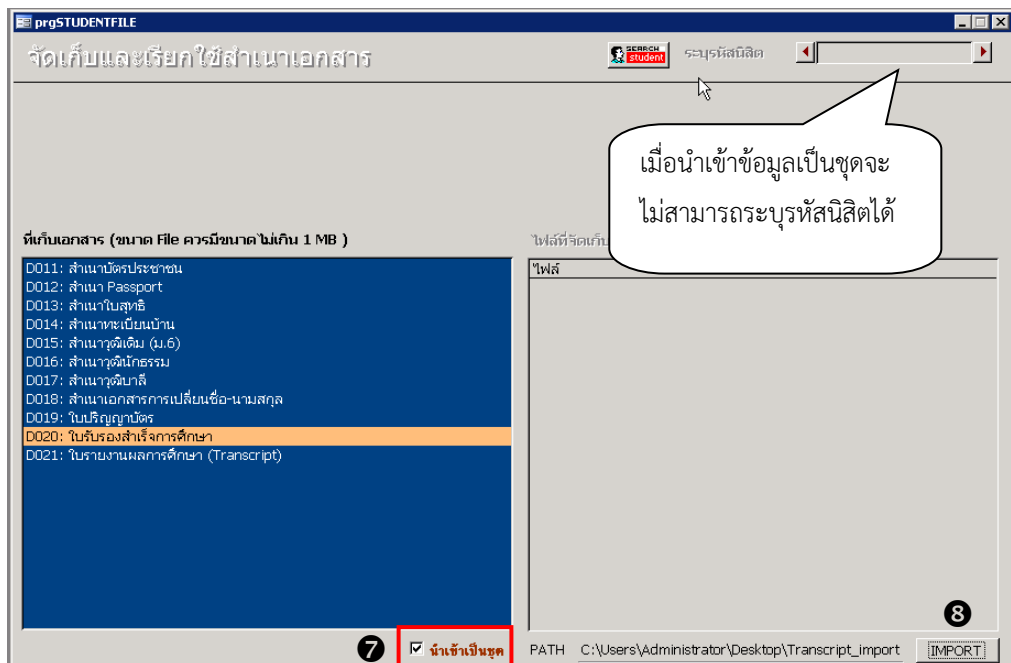 prgSTUDENTFILE
จัดเก็บและเรียกใช้สำเนาเอกสาร
SEARCH
student
ระบุรหัสนิสิต
เมื่อนำเข้าข้อมูลเป็นชุดจะ
ไม่สามารถระบุรหัสนิสิตได้
ที่เก็บเอกสาร (ขนาด File ควรมีขนาดไม่เกิน 1 MB )
ไฟล์ที่จัดเก็บ
D011: สำเนาบัตรประชาชน
D012: สำเนา Passport
D013: สำเนาใบสุทธิ
D014: สำเนาทะเบียนบ้าน
D015: สำเนาวุฒิเดิม (ม.6)
D016: สำเนาวุฒินักธรรม
D017: สำเนาวุฒิบาลี
D018: สำเนาเอกสารการเปลี่ยนชื่อ-นามสกุล
D019: ใบปริญญาบัตร
D020: ใบรับรองสำเร็จการศึกษา
D021: ใบรายงานผลการศึกษา (Transcript)
ไฟล์
❽
❼ นำเข้าเป็นชุด
PATH C:\Users\Administrator\Desktop\Transcript_import IMPORT